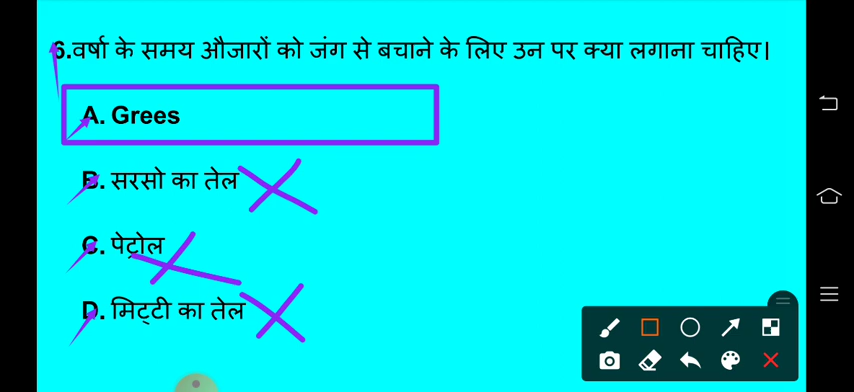 6.वर्षा के समय औजारों को जंग से बचाने के लिए उन पर क्या लगाना चाहिए।
A. Grees
B. सरसो का तेल
C. पेट्रोल
D. मिट्टी का तेल